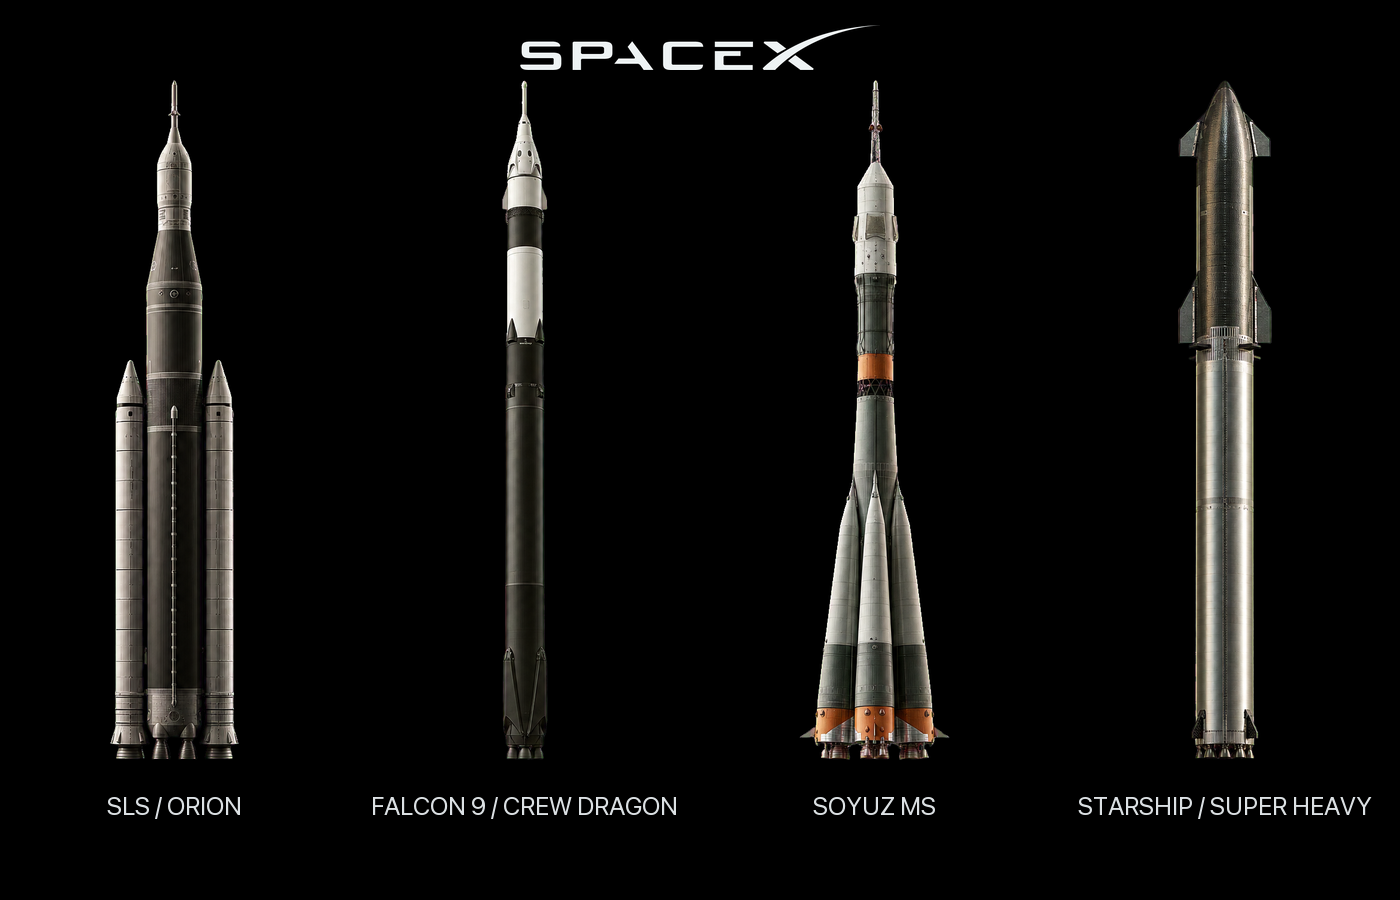 SPACEX
SLS / ORION
FALCON 9 / CREW DRAGON
SOYUZ MS
STARSHIP / SUPER HEAVY